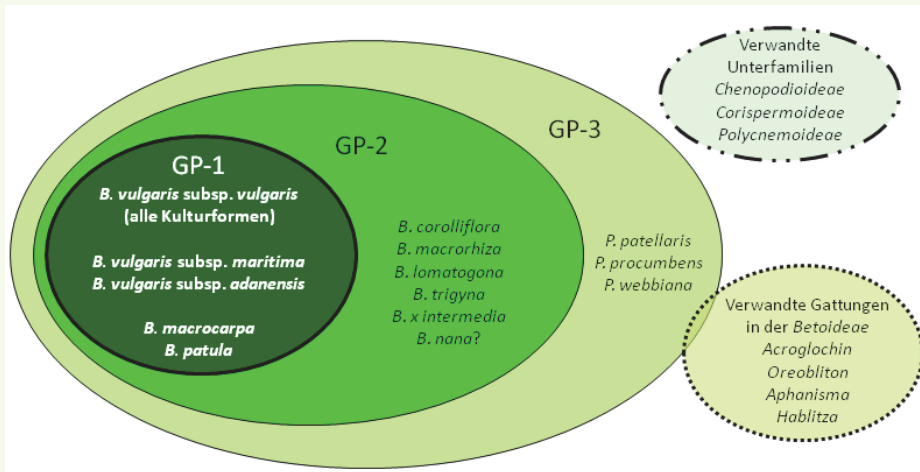 GP-1
B. vulgaris subsp. vulgaris
(alle Kulturformen)
B. vulgaris subsp. maritima
B. vulgaris subsp. adanensis
B. macrocarpa
B. patula
GP-2
B. corolliflora
B. macrorhiza
B. lomatogona
B. trigyna
B. x intermedia
B. nana?
GP-3
P. patellaris
P. procumbens
P. webbiana
Verwandte
Unterfamilien
Chenopodioideae
Corispermoideae
Polycnemoideae
Verwandte Gattungen
in der Betoideae
Acroglochin
Oreobliton
Aphanisma
Hablitza